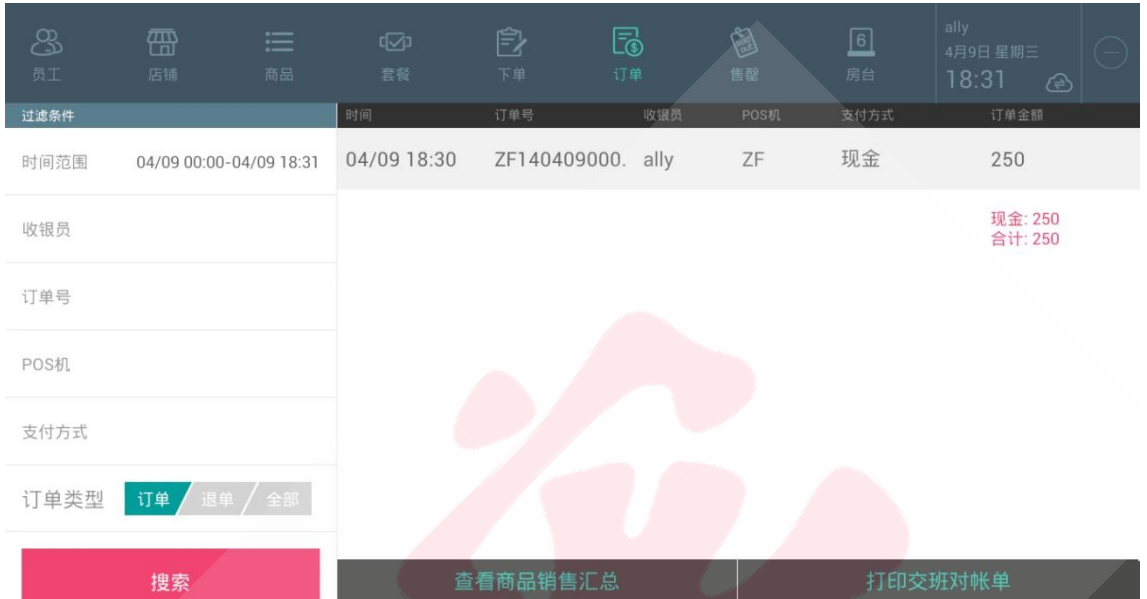 员工 店铺 商品 套餐 下单 订单 售罄 房台
6
SOLD OUT
ally
4月9日 星期三
18:31
过滤条件
时间 订单号 收银员 POS机 支付方式 订单金额
时间范围 04/09 00:00-04/09 18:31
04/09 18:30 ZF140409000. ally ZF 现金 250
收银员
现金: 250
合计: 250
订单号
POS机
支付方式
订单类型 订单 退单 全部
搜索
查看商品销售汇总
打印交班对帐单